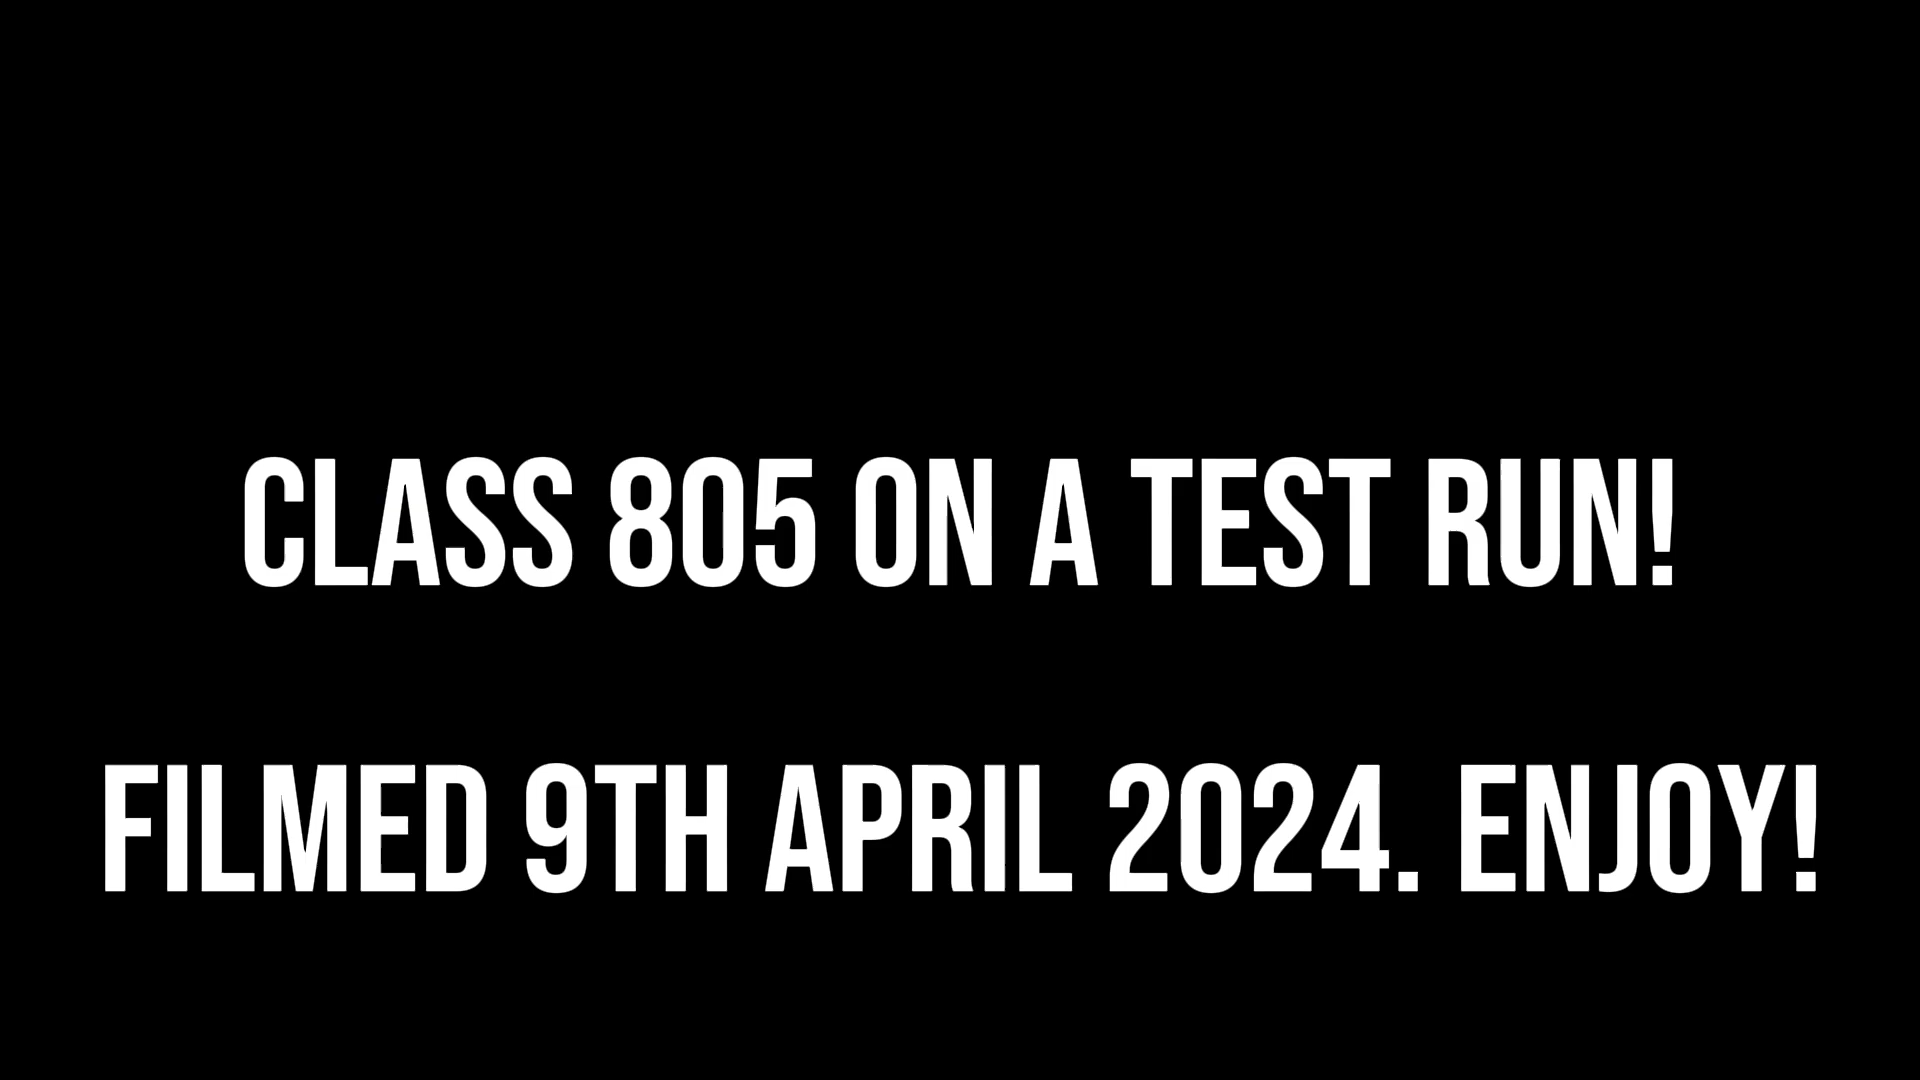 CLASS 805 ON A TEST RUN!
FILMED 9TH APRIL 2024. ENJOY!